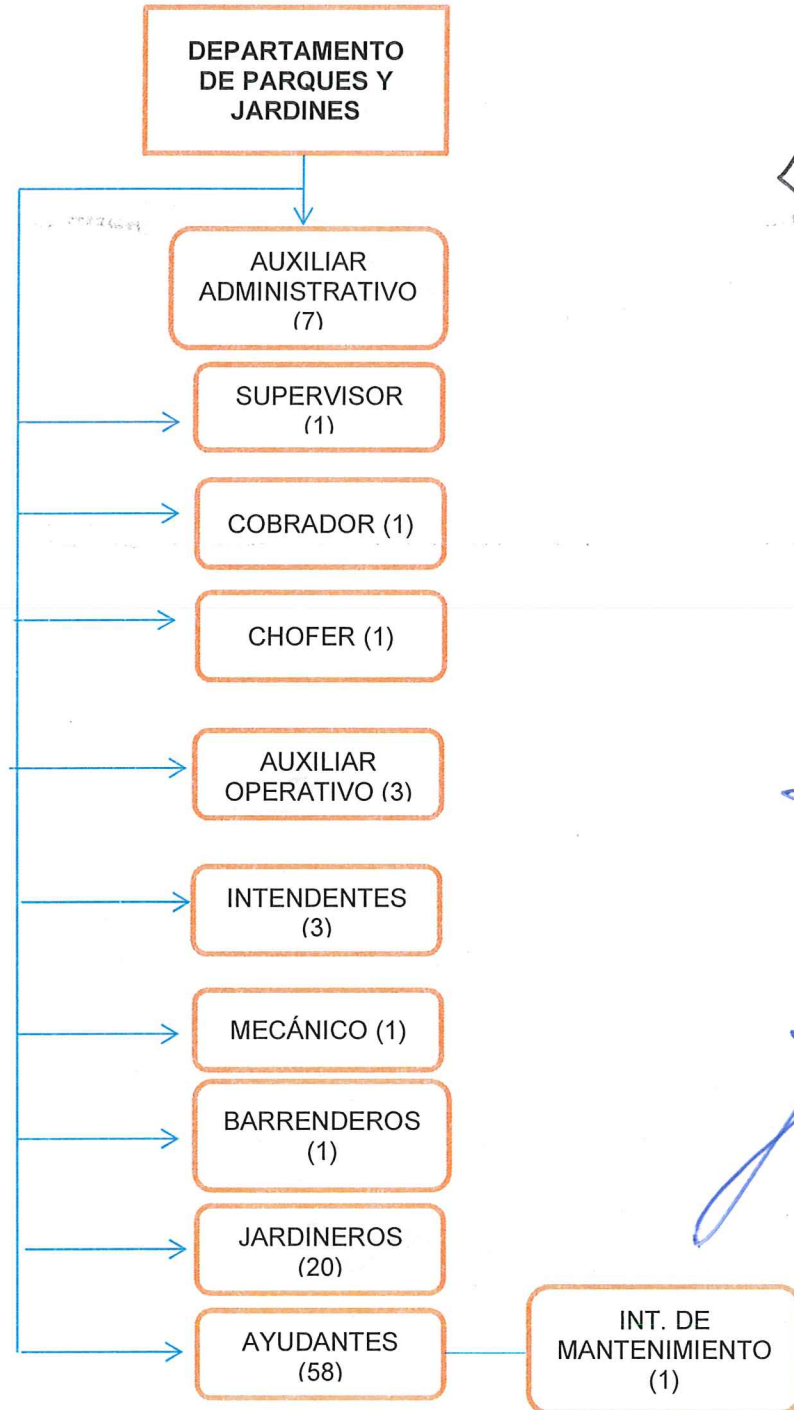 DEPARTAMENTO
DE PARQUES Y
JARDINES
AUXILIAR
ADMINISTRATIVO
(7)
SUPERVISOR
(1)
COBRADOR (1)
CHOFER (1)
AUXILIAR
OPERATIVO (3)
INTENDENTES
(3)
MECÁNICO (1)
BARRENDEROS
(1)
JARDINEROS
(20)
AYUDANTES
(58)
INT. DE
MANTENIMIENTO
(1)